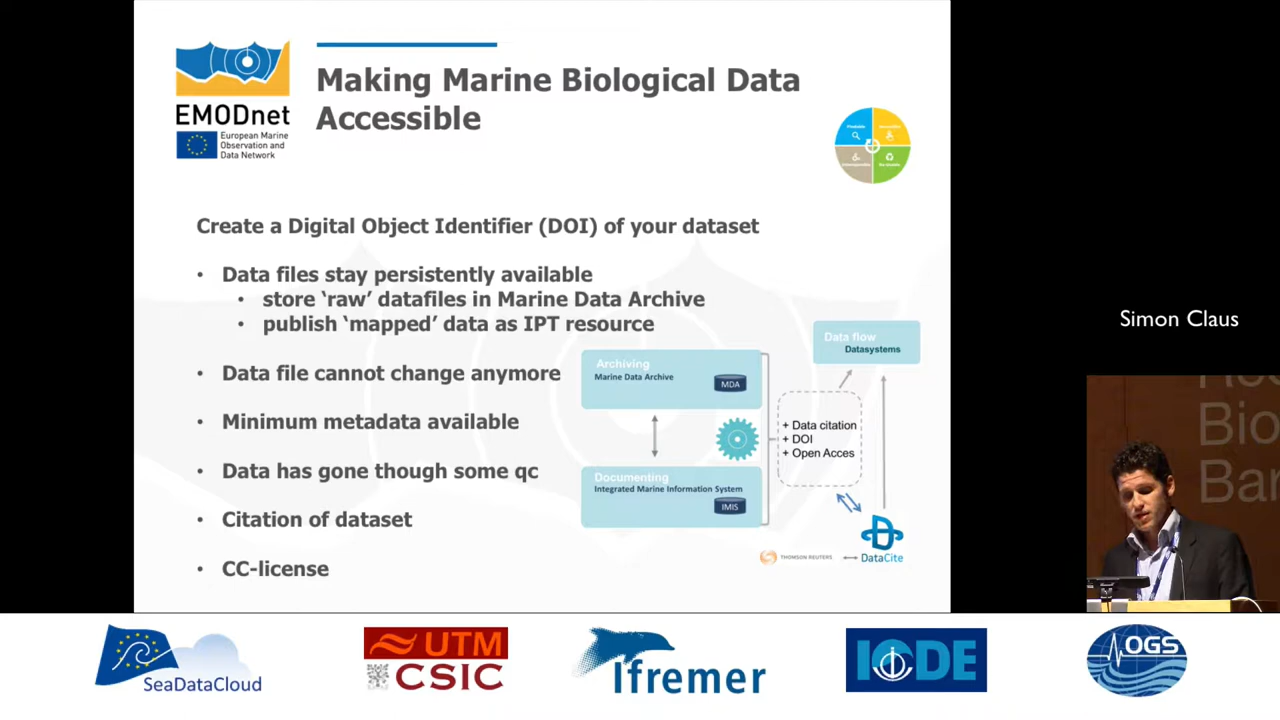 EMODnet
European Marine
Observation and
Data Network
Making Marine Biological Data
Accessible
Create a Digital Object Identifier (DOI) of your dataset
• Data files stay persistently available
• store ‘raw’ datafiles in Marine Data Archive
• publish ‘mapped’ data as IPT resource
• Data file cannot change anymore
• Minimum metadata available
• Data has gone though some qc
• Citation of dataset
• CC-license
Archiving
Marine Data Archive
MDA
Documenting
Integrated Marine Information System
IMIS
+ Data citation
+ DOI
+ Open Acces
Data flow
Datasystems
THOMSON REUTERS
DataCite
Simon Claus
Bio
Bar
SeaDataCloud
UTM
CSIC
Ifremer
IODE
OGS